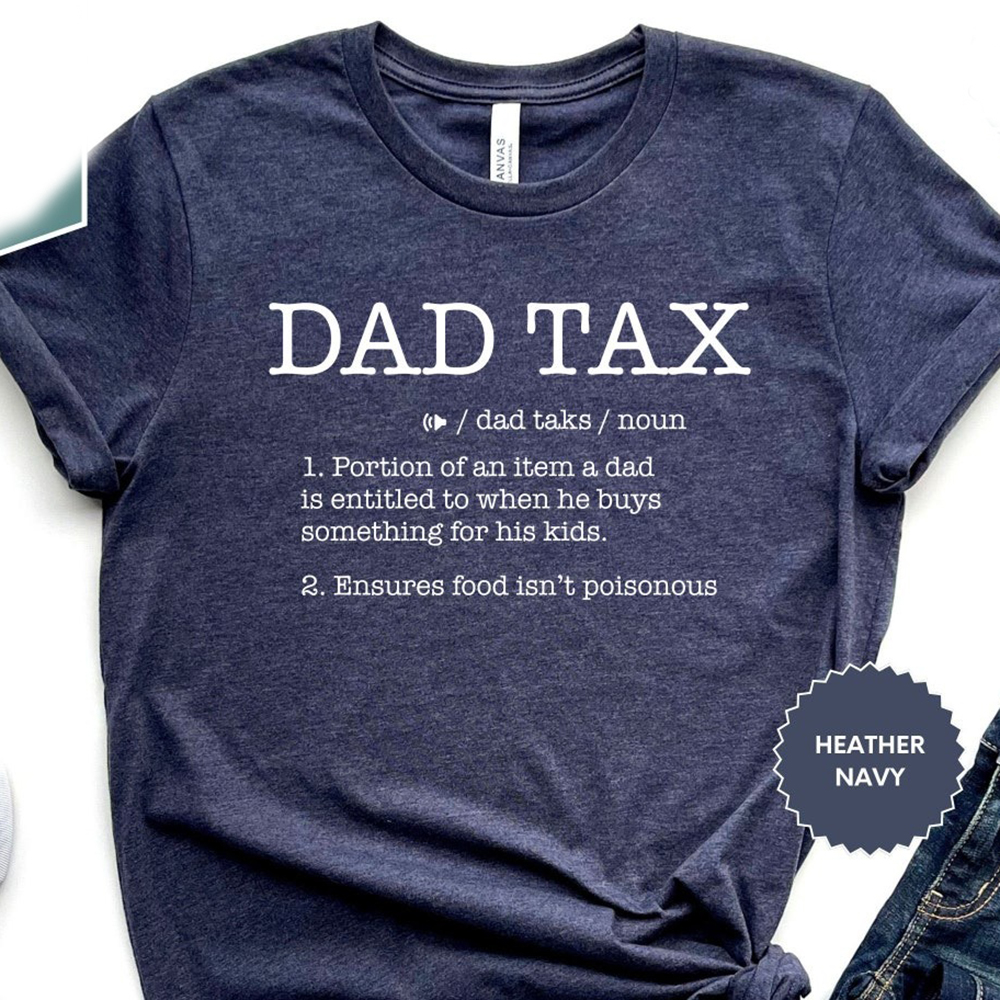 ANVAS
DAD TAX
/ dad taks / noun
1. Portion of an item a dad
is entitled to when he buys
something for his kids.
2. Ensures food isn't poisonous
HEATHER
NAVY